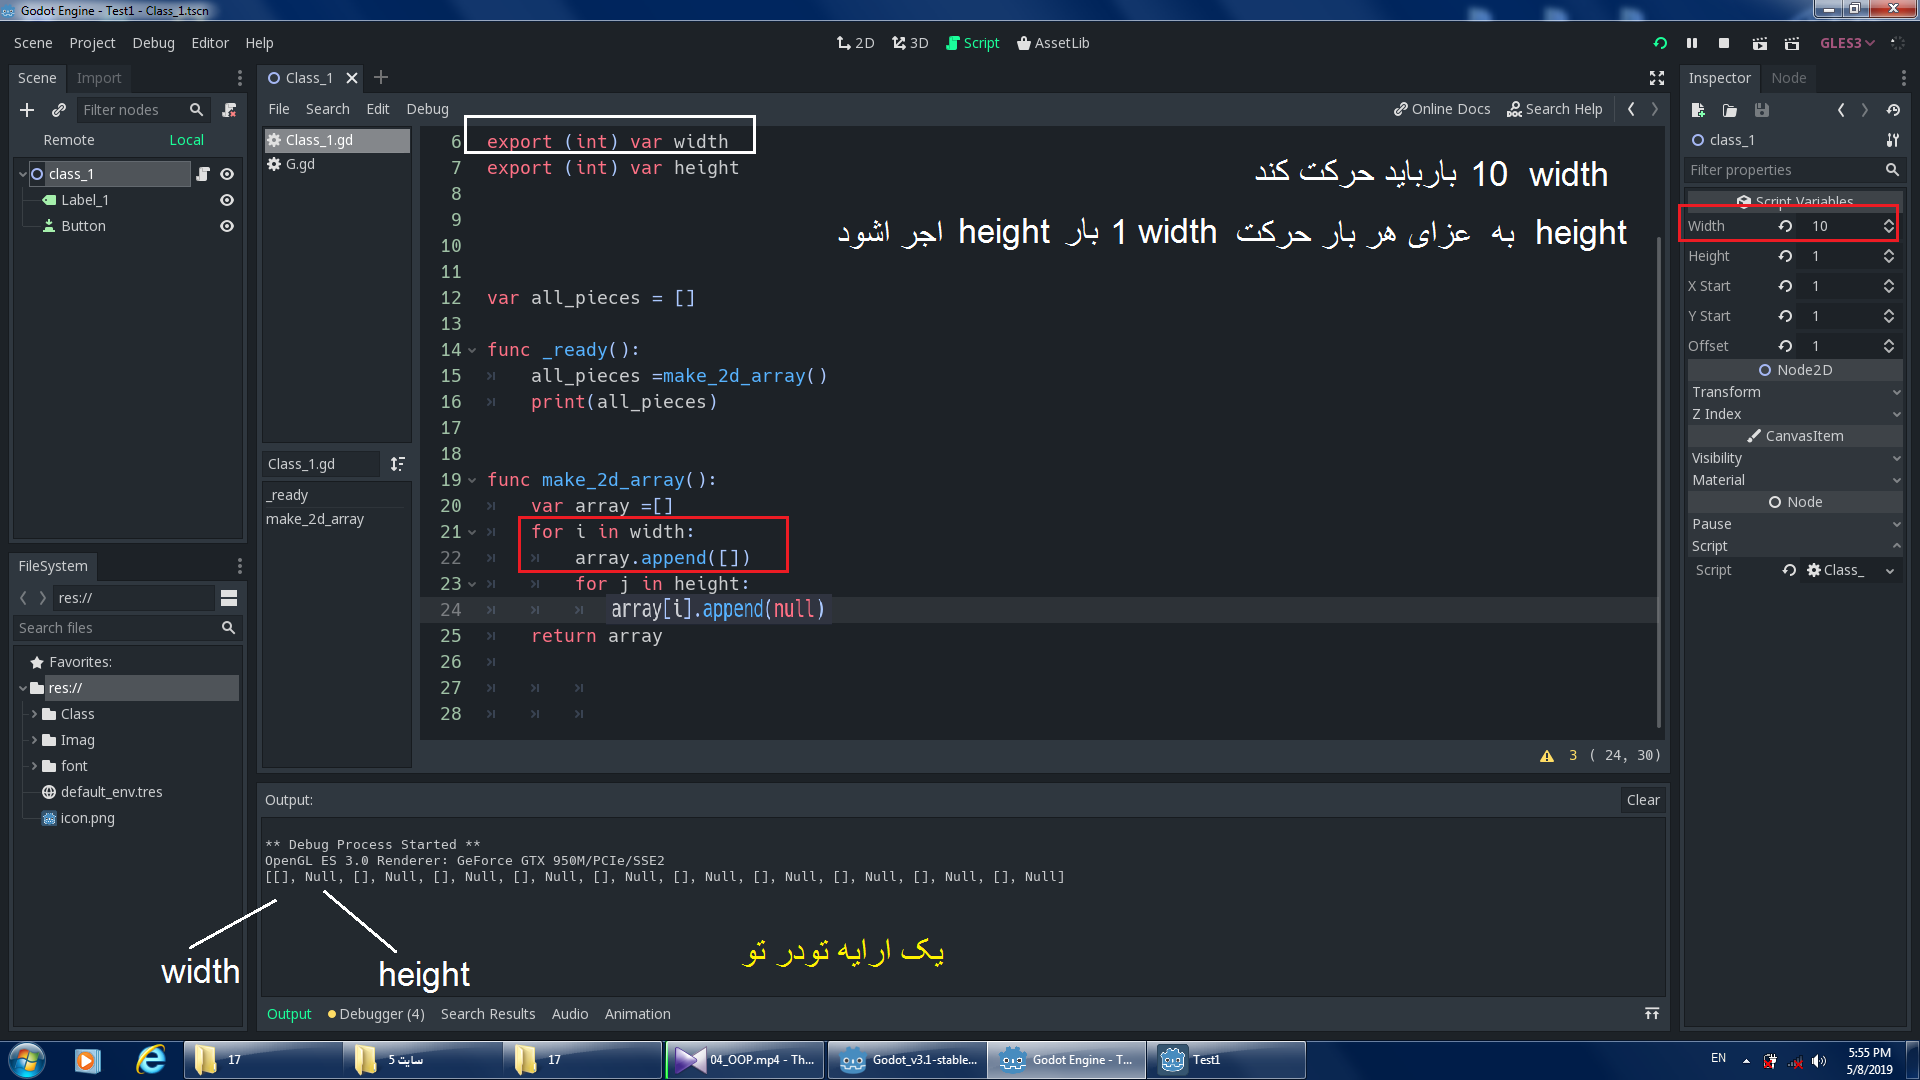 Godot Engine - Test1 - Class_1.tscn
Scene Project Debug Editor Help
2D 3D Script AssetLib
GLES3
Scene Import
Filter nodes
Remote Local
class_1
Label_1
Button
FileSystem
res://
Search files
Favorites:
res://
Class
Imag
font
default_env.tres
icon.png
Class_1
File Search Edit Debug
Online Docs Search Help
Class_1.gd
G.gd
Class_1.gd
_ready
make_2d_array
6 export (int) var width
7 export (int) var height
8
9
10
11
12 var all_pieces = []
13
14 func _ready():
15 all_pieces =make_2d_array()
16 print(all_pieces)
17
18
19 func make_2d_array():
20 var array =[]
21 for i in width:
22 array.append([])
23 for j in height:
24 array[i].append(null)
25 return array
26
27
28
width 10 بارباید حرکت کند
height به عزای هر بار حرکت width 1 بار height اجر اشود
3 ( 24, 30)
Output:
Clear
** Debug Process Started **
OpenGL ES 3.0 Renderer: GeForce GTX 950M/PCIe/SSE2
[[], Null, [], Null, [], Null, [], Null, [], Null, [], Null, [], Null, [], Null, [], Null, [], Null]
width
height
یک ارایه تودر تو
Output Debugger (4) Search Results Audio Animation
Inspector Node
class_1
Filter properties
Script Variables
Width 10
Height 1
X Start 1
Y Start 1
Offset 1
Node2D
Transform
Z Index
CanvasItem
Visibility
Material
Node
Pause
Script
Script Class_
17
سایت 5
17
04_OOP.mp4 - Th...
Godot_v3.1-stable...
Godot Engine - T...
Test1
EN
5:55 PM
5/8/2019